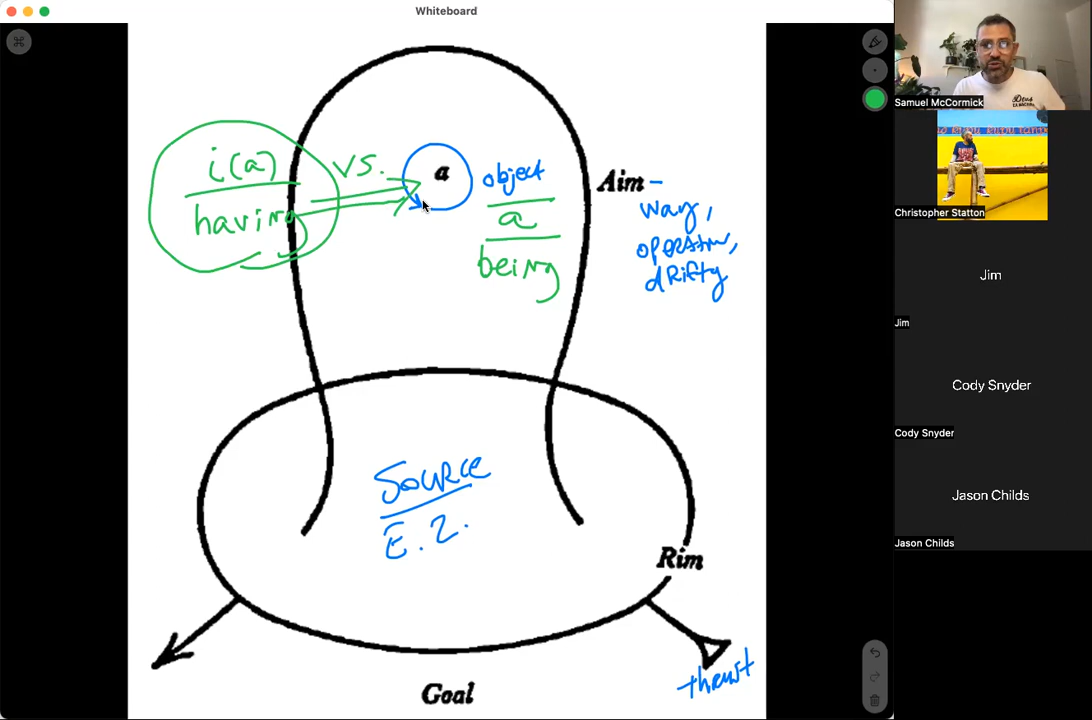 Whiteboard
i(a)
having
vs.
a
object
a
being
Aim -
way,
operation,
drifty
Source
E.Z.
Rim
Goal
thrust
Samuel McCormick
Christopher Statton
Jim
Jim
Cody Snyder
Cody Snyder
Jason Childs
Jason Childs